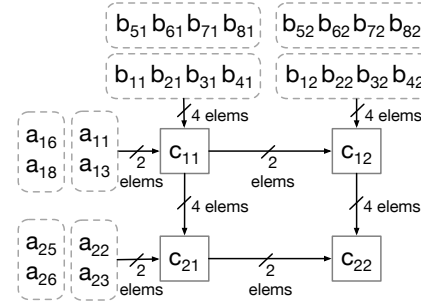 b51 b61 b71 b81
b52 b62 b72 b82
b11 b21 b31 b41
b12 b22 b32 b42
4 elems
4 elems
a16
a18
a11
a13
2
elems
c11
2
elems
c12
4 elems
4 elems
a25
a26
a22
a23
2
elems
c21
2
elems
c22